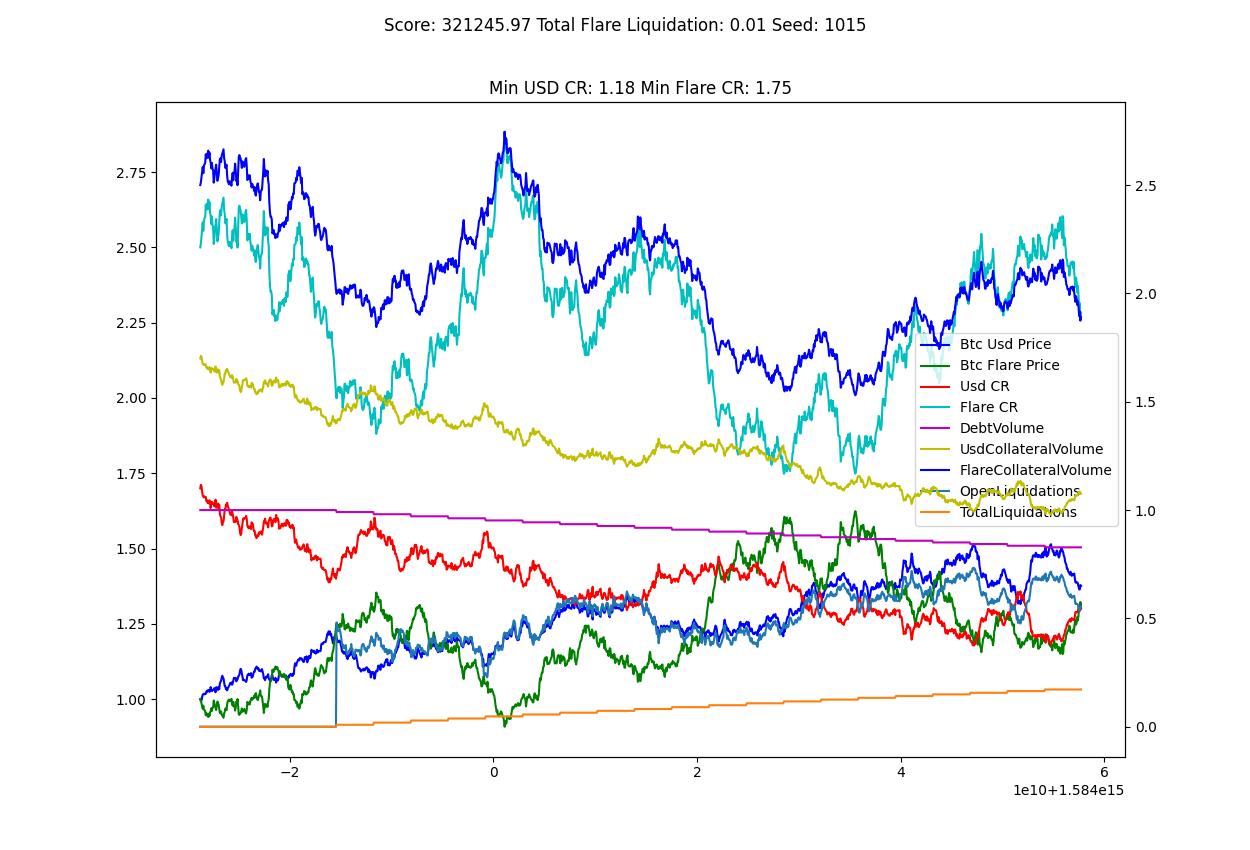 Score: 321245.97 Total Flare Liquidation: 0.01 Seed: 1015
Min USD CR: 1.18 Min Flare CR: 1.75
2.75
2.50
2.25
2.00
1.75
1.50
1.25
1.00
2.5
2.0
1.5
1.0
0.5
0.0
Btc Usd Price
Btc Flare Price
Usd CR
Flare CR
DebtVolume
UsdCollateralVolume
FlareCollateralVolume
OpenLiquidations
TotalLiquidations
−2
0
2
4
6
1e10+1.584e15